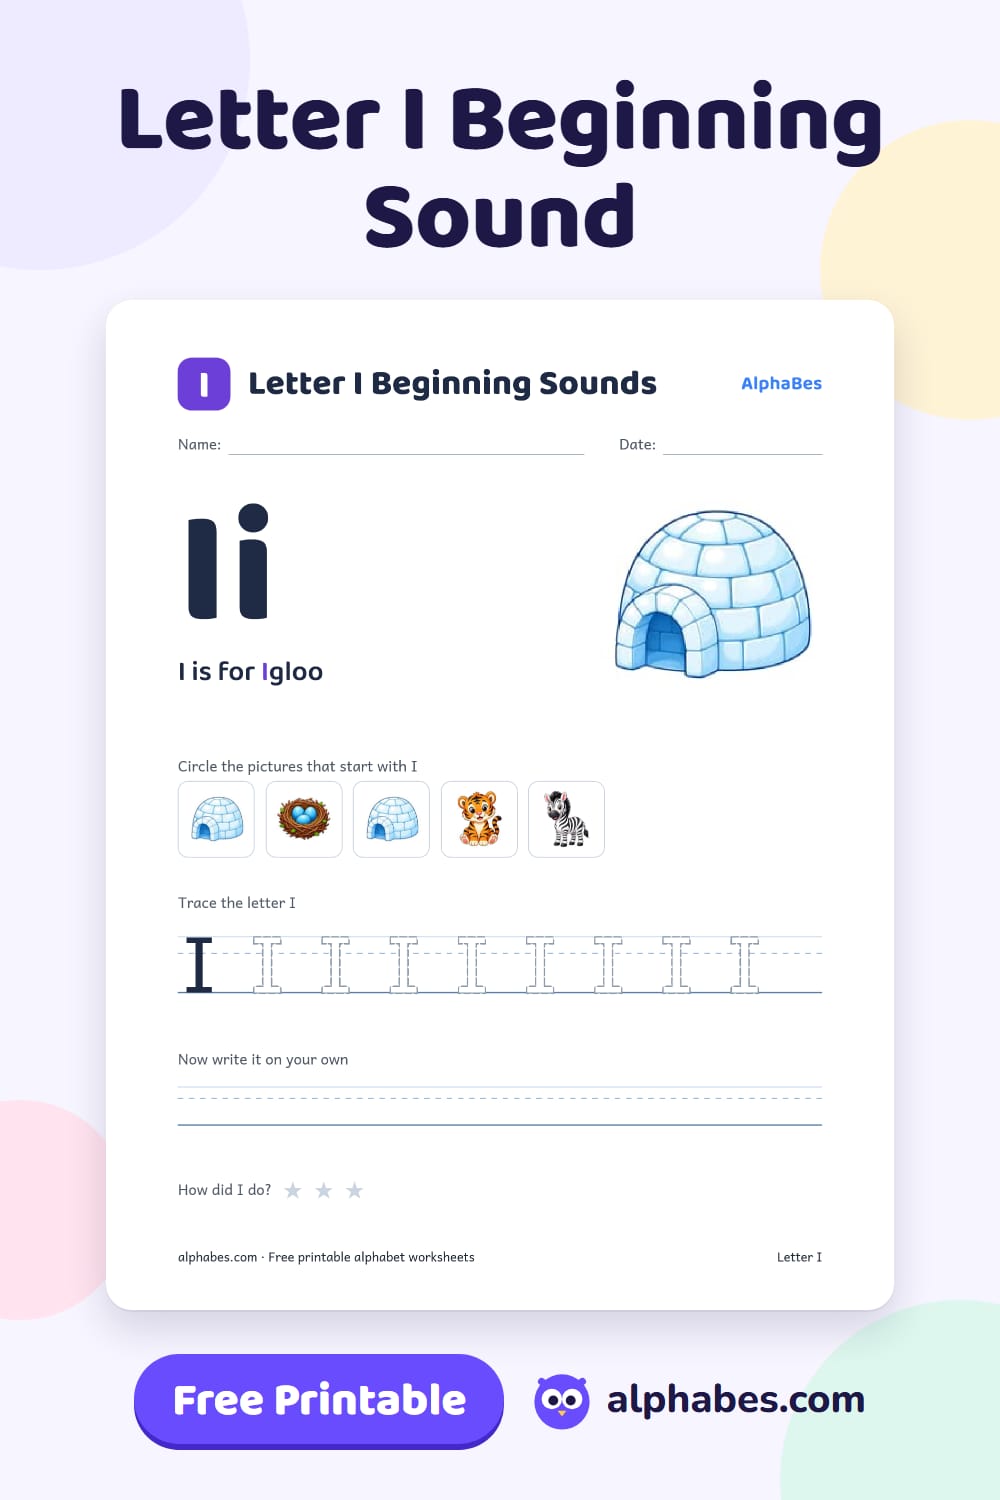 Letter I Beginning
Sound
I
Letter I Beginning Sounds
AlphaBes
Name:
Date:
Ii
I is for Igloo
Circle the pictures that start with I
Trace the letter I
I I I I I I I I I
Now write it on your own
How did I do?
alphabes.com · Free printable alphabet worksheets
Letter I
Free Printable
alphabes.com